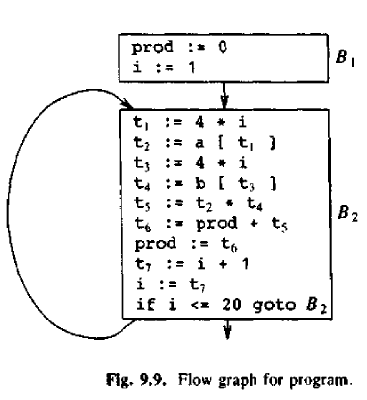 prod := 0
i := 1
B₁
t₁ := 4 * i
t₂ := a [ t₁ ]
t₃ := 4 * i
t₄ := b [ t₃ ]
t₅ := t₂ * t₄
t₆ := prod + t₅
prod := t₆
t₇ := i + 1
i := t₇
if i <= 20 goto B₂
B₂
Fig. 9.9. Flow graph for program.